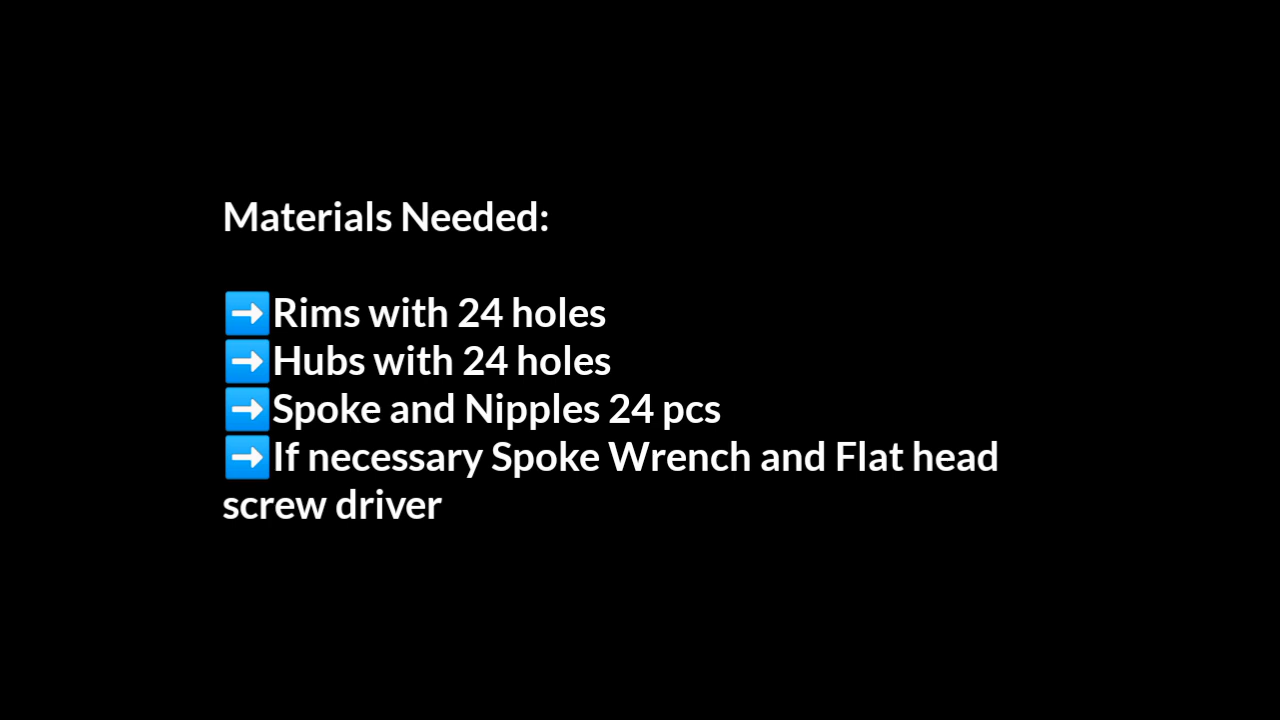 Materials Needed:
➡️Rims with 24 holes
➡️Hubs with 24 holes
➡️Spoke and Nipples 24 pcs
➡️If necessary Spoke Wrench and Flat head
screw driver